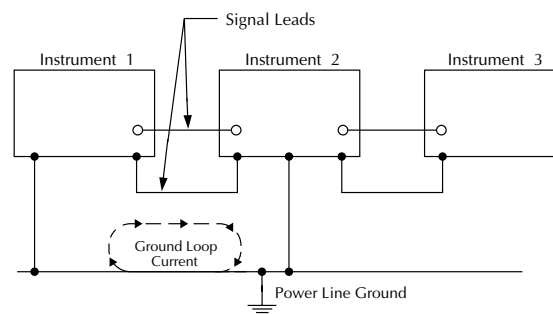 Signal Leads
Instrument 1
Instrument 2
Instrument 3
Ground Loop
Current
Power Line Ground